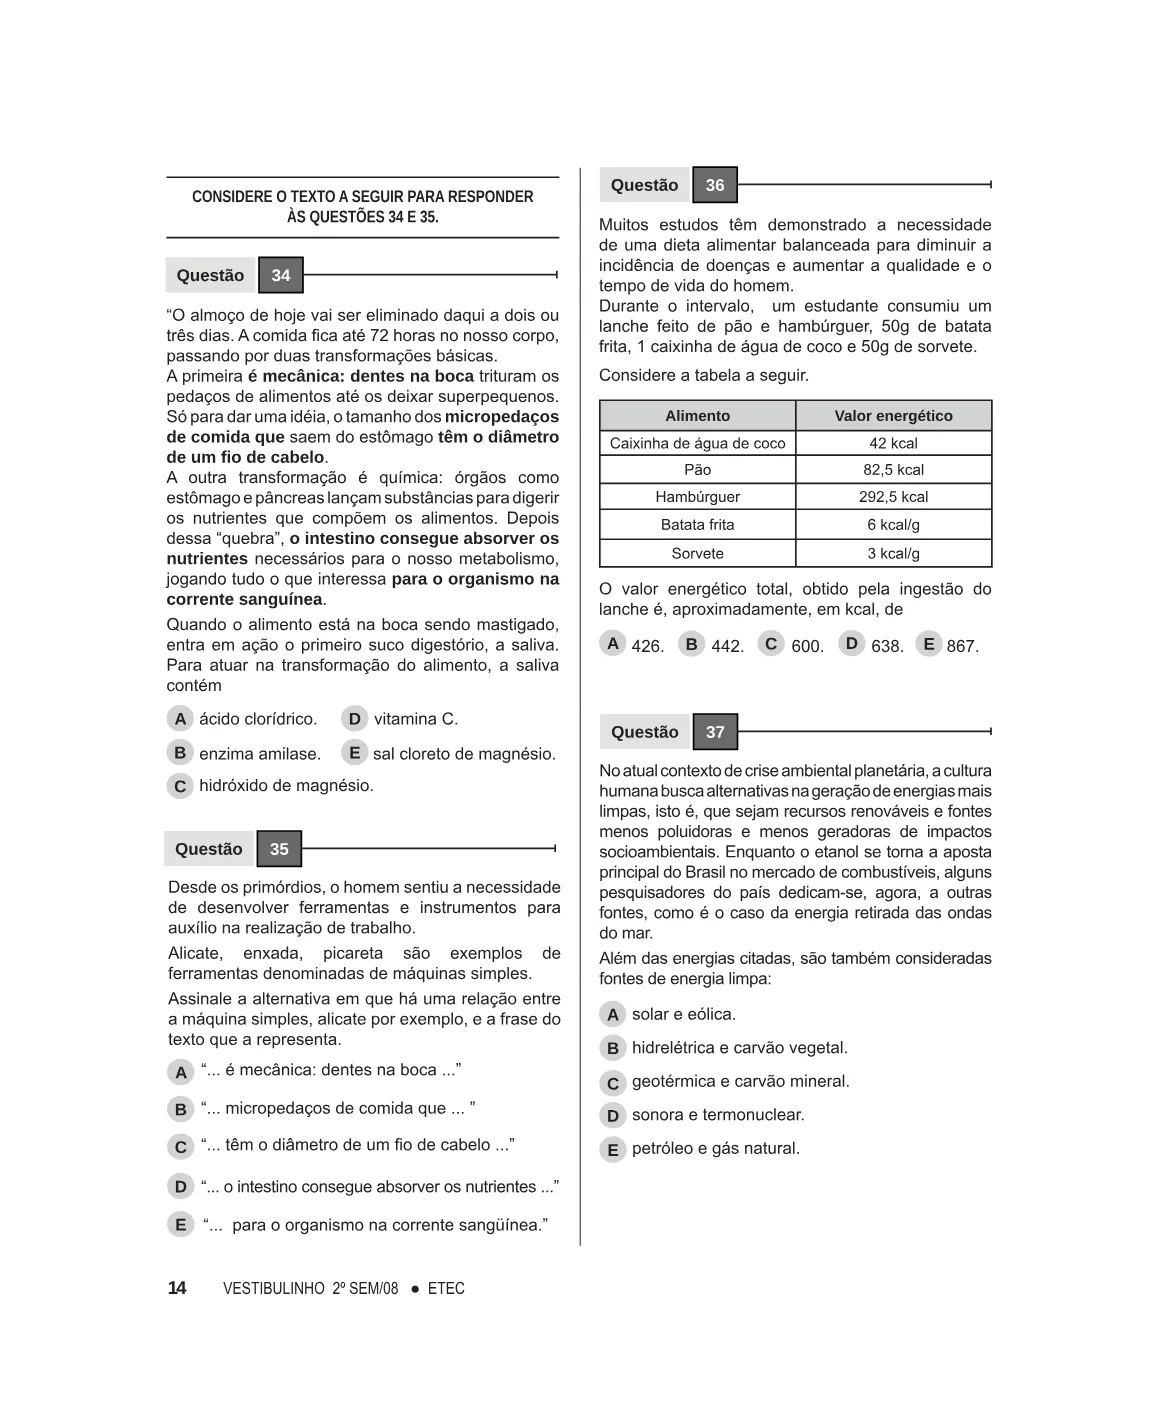 CONSIDERE O TEXTO A SEGUIR PARA RESPONDER
ÀS QUESTÕES 34 E 35.
Questão 34
“O almoço de hoje vai ser eliminado daqui a dois ou
três dias. A comida fica até 72 horas no nosso corpo,
passando por duas transformações básicas.
A primeira é mecânica: dentes na boca trituram os
pedaços de alimentos até os deixar superpequenos.
Só para dar uma idéia, o tamanho dos micropedaços
de comida que saem do estômago têm o diâmetro
de um fio de cabelo.
A outra transformação é química: órgãos como
estômago e pâncreas lançam substâncias para digerir
os nutrientes que compõem os alimentos. Depois
dessa “quebra”, o intestino consegue absorver os
nutrientes necessários para o nosso metabolismo,
jogando tudo o que interessa para o organismo na
corrente sanguínea.
Quando o alimento está na boca sendo mastigado,
entra em ação o primeiro suco digestório, a saliva.
Para atuar na transformação do alimento, a saliva
contém
A ácido clorídrico. D vitamina C.
B enzima amilase. E sal cloreto de magnésio.
C hidróxido de magnésio.
Questão 35
Desde os primórdios, o homem sentiu a necessidade
de desenvolver ferramentas e instrumentos para
auxílio na realização de trabalho.
Alicate, enxada, picareta são exemplos de
ferramentas denominadas de máquinas simples.
Assinale a alternativa em que há uma relação entre
a máquina simples, alicate por exemplo, e a frase do
texto que a representa.
A “... é mecânica: dentes na boca ...”
B “... micropedaços de comida que ... ”
C “... têm o diâmetro de um fio de cabelo ...”
D “... o intestino consegue absorver os nutrientes ...”
E “... para o organismo na corrente sangüínea.”
Questão 36
Muitos estudos têm demonstrado a necessidade
de uma dieta alimentar balanceada para diminuir a
incidência de doenças e aumentar a qualidade e o
tempo de vida do homem.
Durante o intervalo, um estudante consumiu um
lanche feito de pão e hambúrguer, 50g de batata
frita, 1 caixinha de água de coco e 50g de sorvete.
Considere a tabela a seguir.
Alimento Valor energético
Caixinha de água de coco 42 kcal
Pão 82,5 kcal
Hambúrguer 292,5 kcal
Batata frita 6 kcal/g
Sorvete 3 kcal/g
O valor energético total, obtido pela ingestão do
lanche é, aproximadamente, em kcal, de
A 426. B 442. C 600. D 638. E 867.
Questão 37
No atual contexto de crise ambiental planetária, a cultura
humana busca alternativas na geração de energias mais
limpas, isto é, que sejam recursos renováveis e fontes
menos poluidoras e menos geradoras de impactos
socioambientais. Enquanto o etanol se torna a aposta
principal do Brasil no mercado de combustíveis, alguns
pesquisadores do país dedicam-se, agora, a outras
fontes, como é o caso da energia retirada das ondas
do mar.
Além das energias citadas, são também consideradas
fontes de energia limpa:
A solar e eólica.
B hidrelétrica e carvão vegetal.
C geotérmica e carvão mineral.
D sonora e termonuclear.
E petróleo e gás natural.
14 VESTIBULINHO 2º SEM/08 ● ETEC